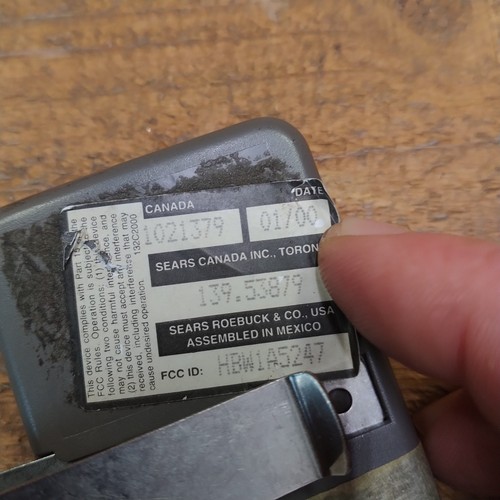 CANADA
DATE
1021379
01/00
SEARS CANADA INC., TORON
139.53879
SEARS ROEBUCK & CO., USA
ASSEMBLED IN MEXICO
FCC ID: HBW1A5247
This device complies with Part the
FCC Rules. Operation is subject to the
following two conditions: (1) device
may not cause harmful interference, and
(2) this device must accept any interference
received, including interference that may
cause undesired operation. 32C2000